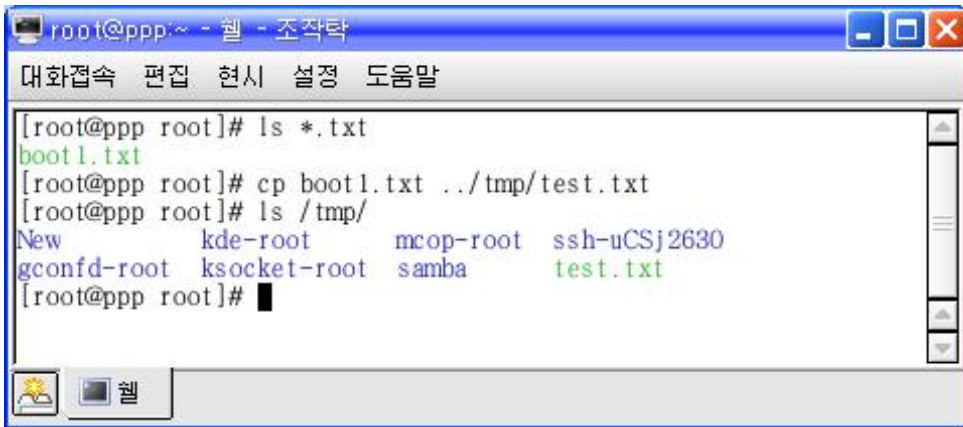 root@ppp:~ - 쉘 - 조작탁
대화접속 편집 현시 설정 도움말
[root@ppp root]# ls *.txt
boot1.txt
[root@ppp root]# cp boot1.txt ../tmp/test.txt
[root@ppp root]# ls /tmp/
New kde-root mcop-root ssh-uCSj2630
gconfd-root ksocket-root samba test.txt
[root@ppp root]#
쉘